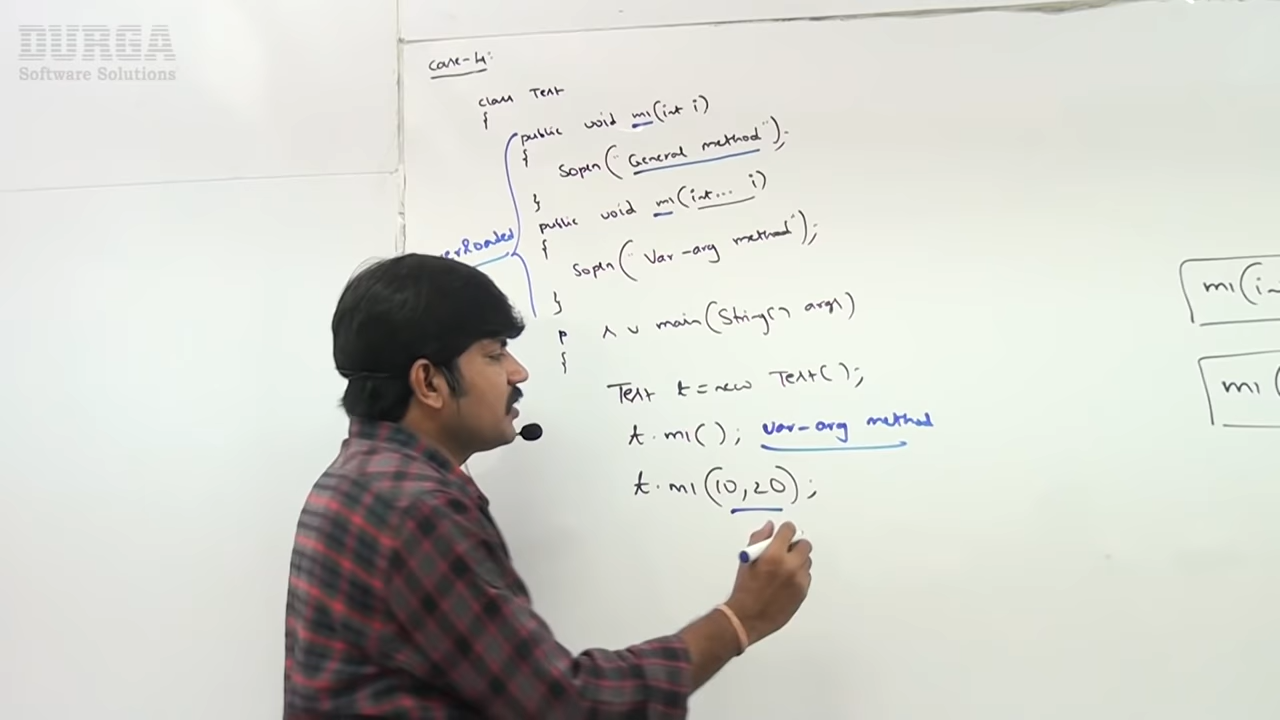 DURGA
Software Solutions
case-4:
class Test
{
public void m1(int i)
{
Sopln("General method");
}
public void m1(int... i)
{
Sopln("Var-arg method");
}
p s v main(String[] args)
{
Test t = new Test();
t.m1(); var-arg method
t.m1(10,20);
m1(
m1(